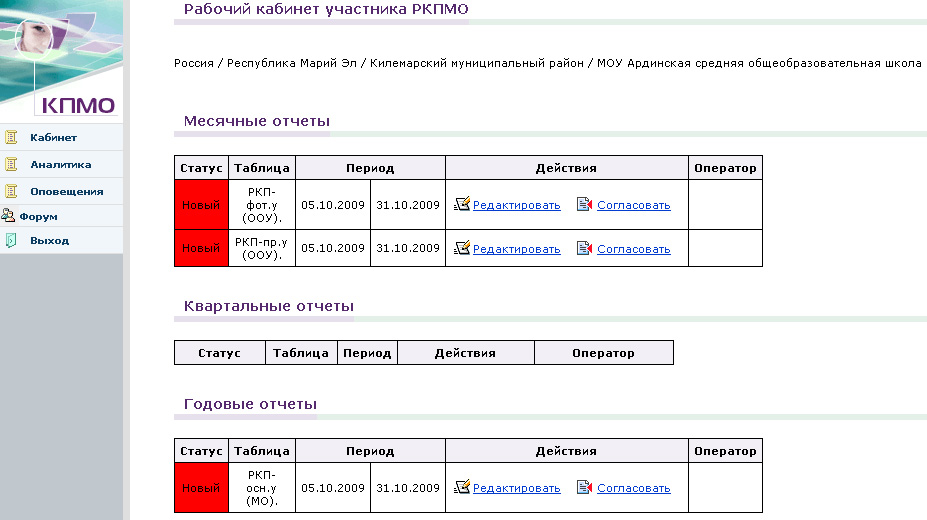 Рабочий кабинет участника РКПМО
Россия / Республика Марий Эл / Килемарский муниципальный район / МОУ Ардинская средняя общеобразовательная школа
КПМО
Кабинет
Аналитика
Оповещения
Форум
Выход
Месячные отчеты
Статус Таблица Период Действия Оператор
Новый РКП-фот.у (ООУ). 05.10.2009 31.10.2009 Редактировать Согласовать
Новый РКП-пр.у (ООУ). 05.10.2009 31.10.2009 Редактировать Согласовать
Квартальные отчеты
Статус Таблица Период Действия Оператор
Годовые отчеты
Статус Таблица Период Действия Оператор
Новый РКП-осн.у (МО). 05.10.2009 31.10.2009 Редактировать Согласовать